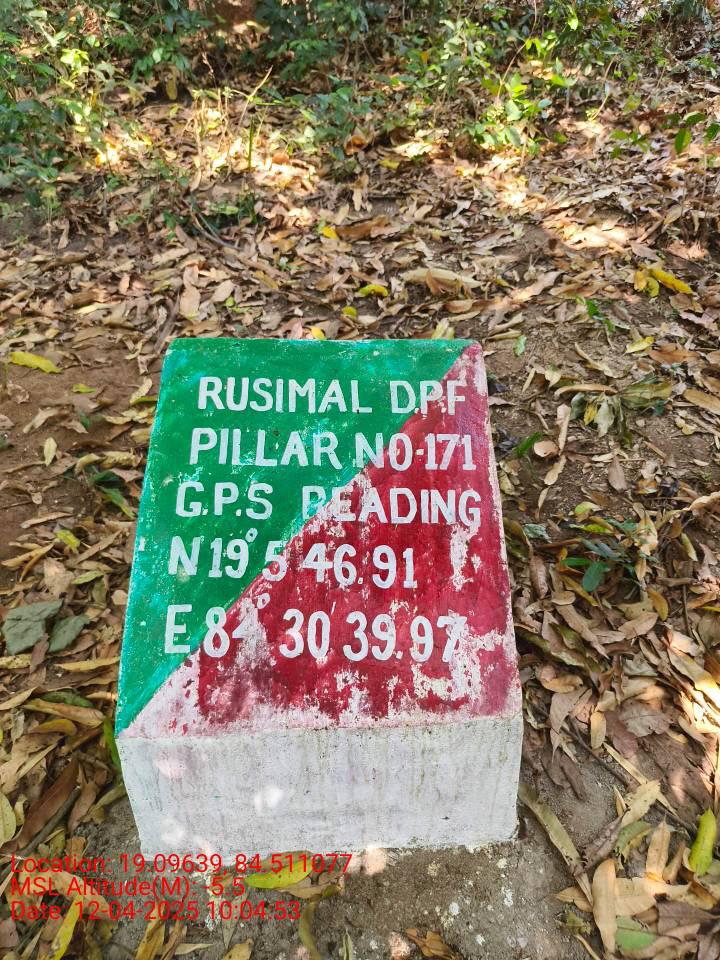 RUSIMAL D.P.F
PILLAR NO-171
G.P.S READING
N 19° 5 46.91
E 84° 30' 39.97
Location: 19.09639, 84.511077
MSL Altitude(M): -5.5
Date: 12-04-2025 10:04:53